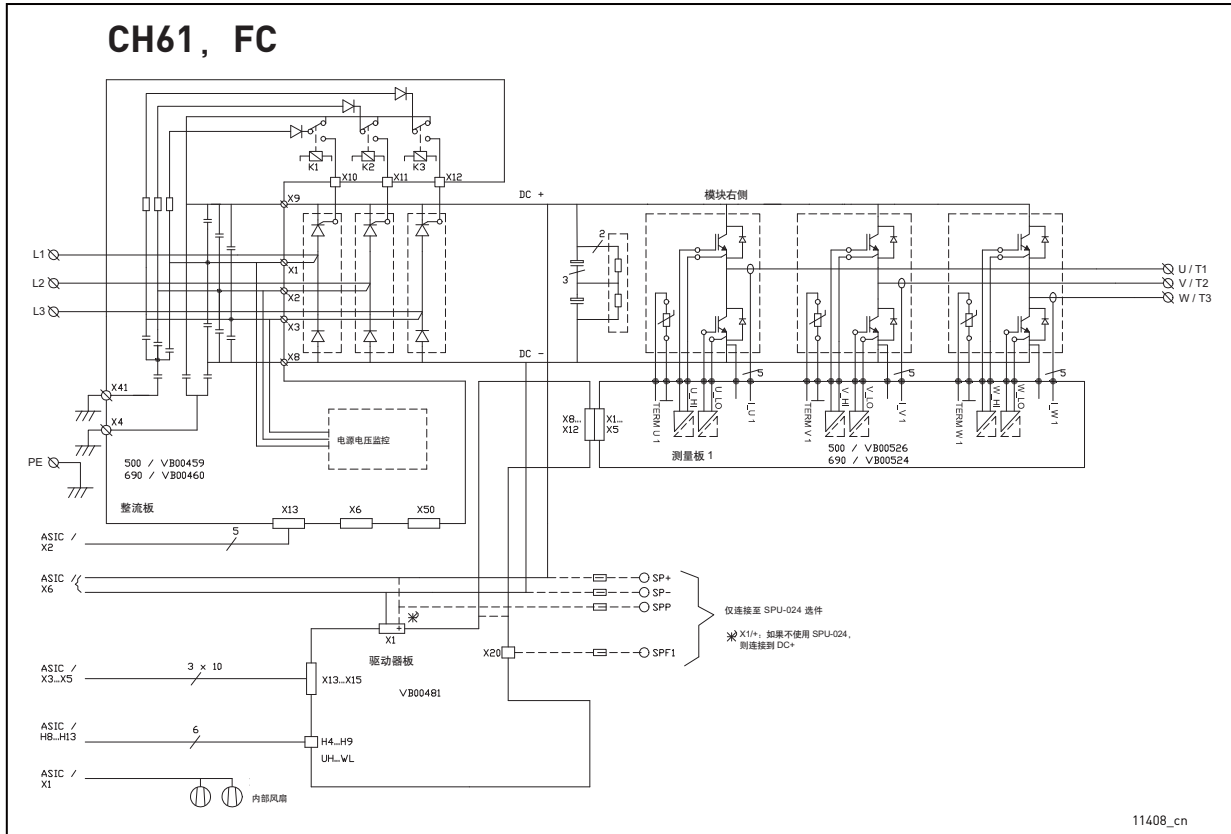 CH61, FC
K1
K2
K3
X10
X11
X12
X9
DC +
模块右侧
L1
X1
L2
X2
L3
X3
2
3
U / T1
V / T2
W / T3
DC -
X8
X41
X4
5
5
5
TERM U 1
U_HI
U_LO
I_U 1
TERM V 1
V_HI
V_LO
I_V 1
TERM W 1
W_HI
W_LO
I_W 1
X8...
X12
X1...
X5
电源电压监控
测量板 1
500 / VB00526
690 / VB00524
PE
500 / VB00459
690 / VB00460
整流板
X13
X6
X50
ASIC /
X2
5
ASIC /
X6
SP+
SP-
SPP
仅连接至 SPU-024 选件
X1/+: 如果不使用 SPU-024,
则连接到 DC+
X1
+
驱动器板
X20
SPF1
ASIC /
X3...X5
3 x 10
X13...X15
VB00481
ASIC /
H8...H13
6
H4...H9
UH...WL
ASIC /
X1
内部风扇
11408_cn